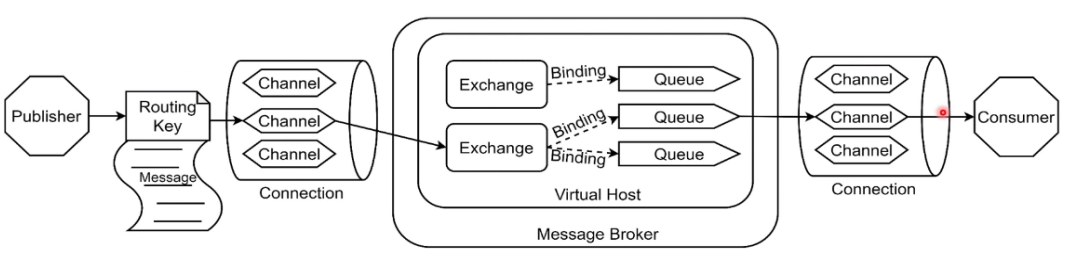 Publisher
Routing
Key
Message
Channel
Channel
Channel
Connection
Exchange
Binding
Queue
Exchange
Binding
Queue
Binding
Queue
Virtual Host
Message Broker
Channel
Channel
Channel
Connection
Consumer